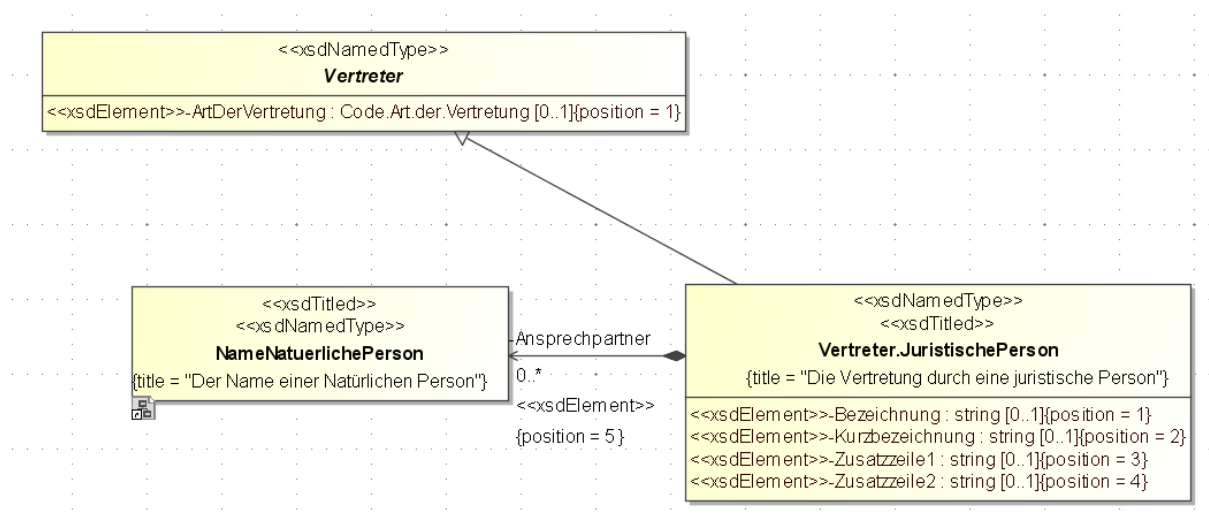 <<xsdNamedType>>
Vertreter
<<xsdElement>>-ArtDerVertretung : Code.Art.der.Vertretung [0..1]{position = 1}
<<xsdTitled>>
<<xsdNamedType>>
NameNatuerlichePerson
{title = "Der Name einer Natürlichen Person"}
-Ansprechpartner
0..*
<<xsdElement>>
{position = 5}
<<xsdNamedType>>
<<xsdTitled>>
Vertreter.JuristischePerson
{title = "Die Vertretung durch eine juristische Person"}
<<xsdElement>>-Bezeichnung : string [0..1]{position = 1}
<<xsdElement>>-Kurzbezeichnung : string [0..1]{position = 2}
<<xsdElement>>-Zusatzzeile1 : string [0..1]{position = 3}
<<xsdElement>>-Zusatzzeile2 : string [0..1]{position = 4}